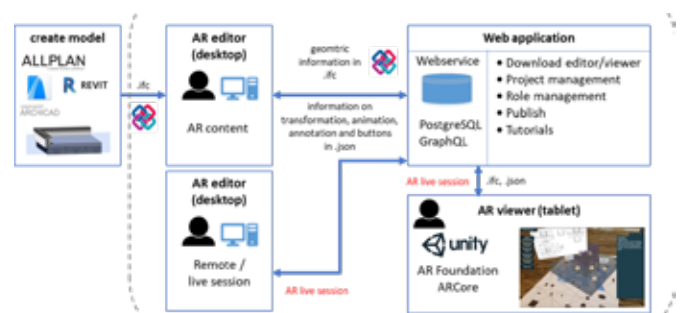 create model
ALLPLAN
REVIT
ARCHICAD
.ifc
AR editor
(desktop)
AR content
geomtric
information in
.ifc
information on
transformation, animation,
annotation and buttons
in .json
Web application
Webservice
PostgreSQL
GraphQL
• Download editor/viewer
• Project management
• Role management
• Publish
• Tutorials
AR editor
(desktop)
Remote /
live session
AR live session
AR live session
.ifc, .json
AR viewer (tablet)
unity
AR Foundation
ARCore